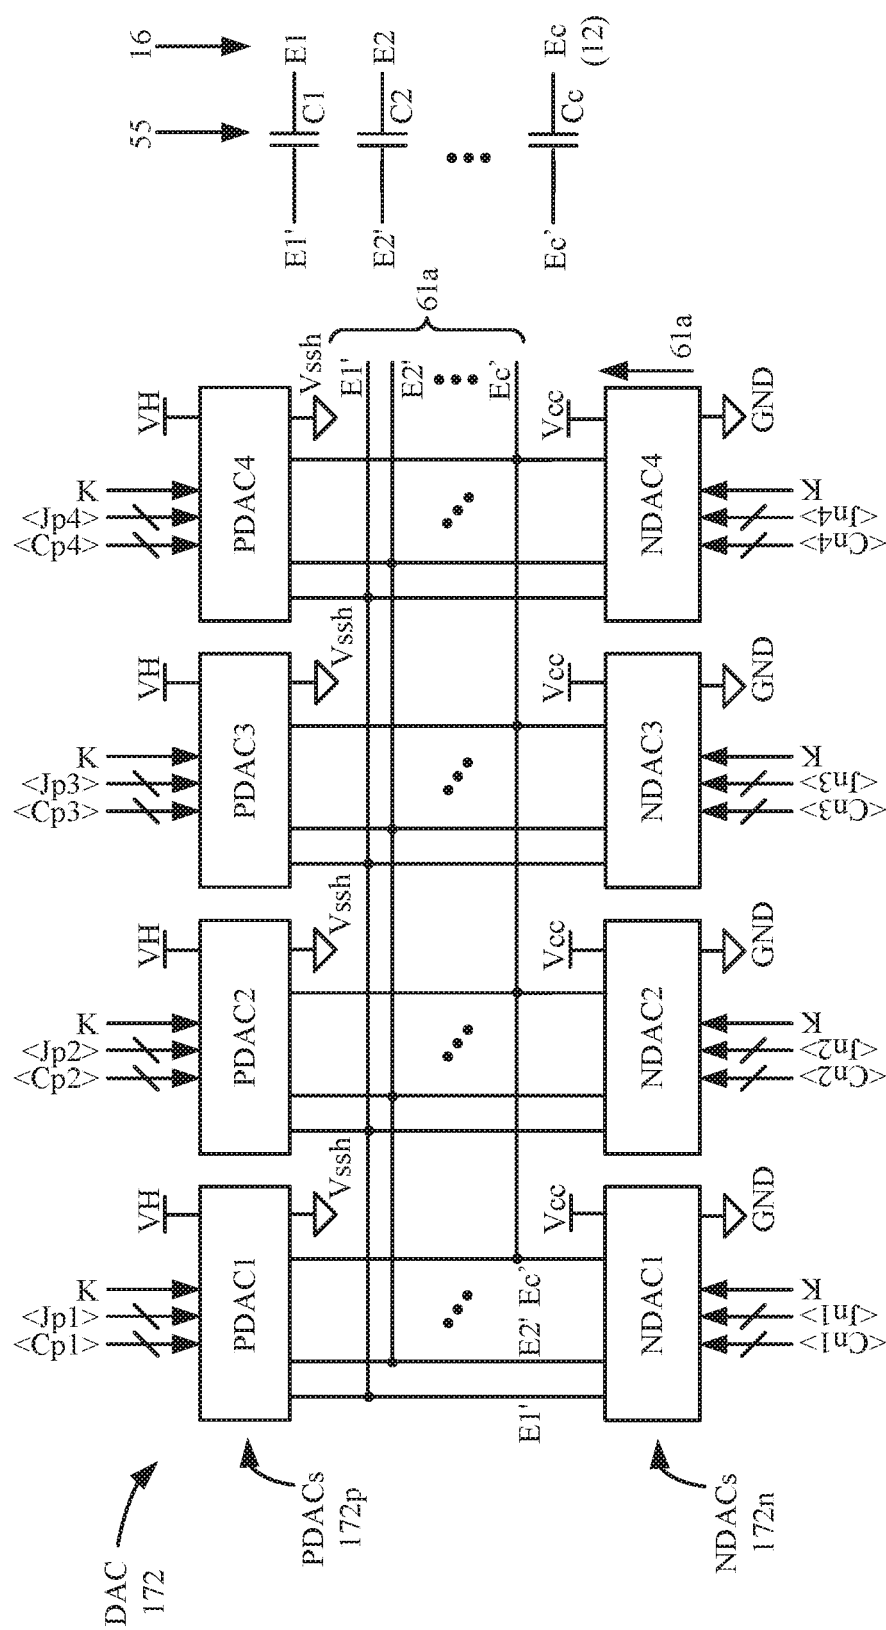 DAC
172
PDACs
172p
NDACs
172n
<Cp1>
<Jp1>
K
VH
PDAC1
Vssh
<Cp2>
<Jp2>
K
VH
PDAC2
Vssh
<Cp3>
<Jp3>
K
VH
PDAC3
Vssh
<Cp4>
<Jp4>
K
VH
PDAC4
Vssh
E1'
E2'
Ec'
E1'
E2'
Ec'
61a
61a
Vcc
NDAC1
<Cn1>
<Jn1>
K
GND
Vcc
NDAC2
<Cn2>
<Jn2>
K
GND
Vcc
NDAC3
<Cn3>
<Jn3>
K
GND
Vcc
NDAC4
<Cn4>
<Jn4>
K
GND
55
16
E1'
C1
E1
E2'
C2
E2
Ec'
Cc
Ec
(12)